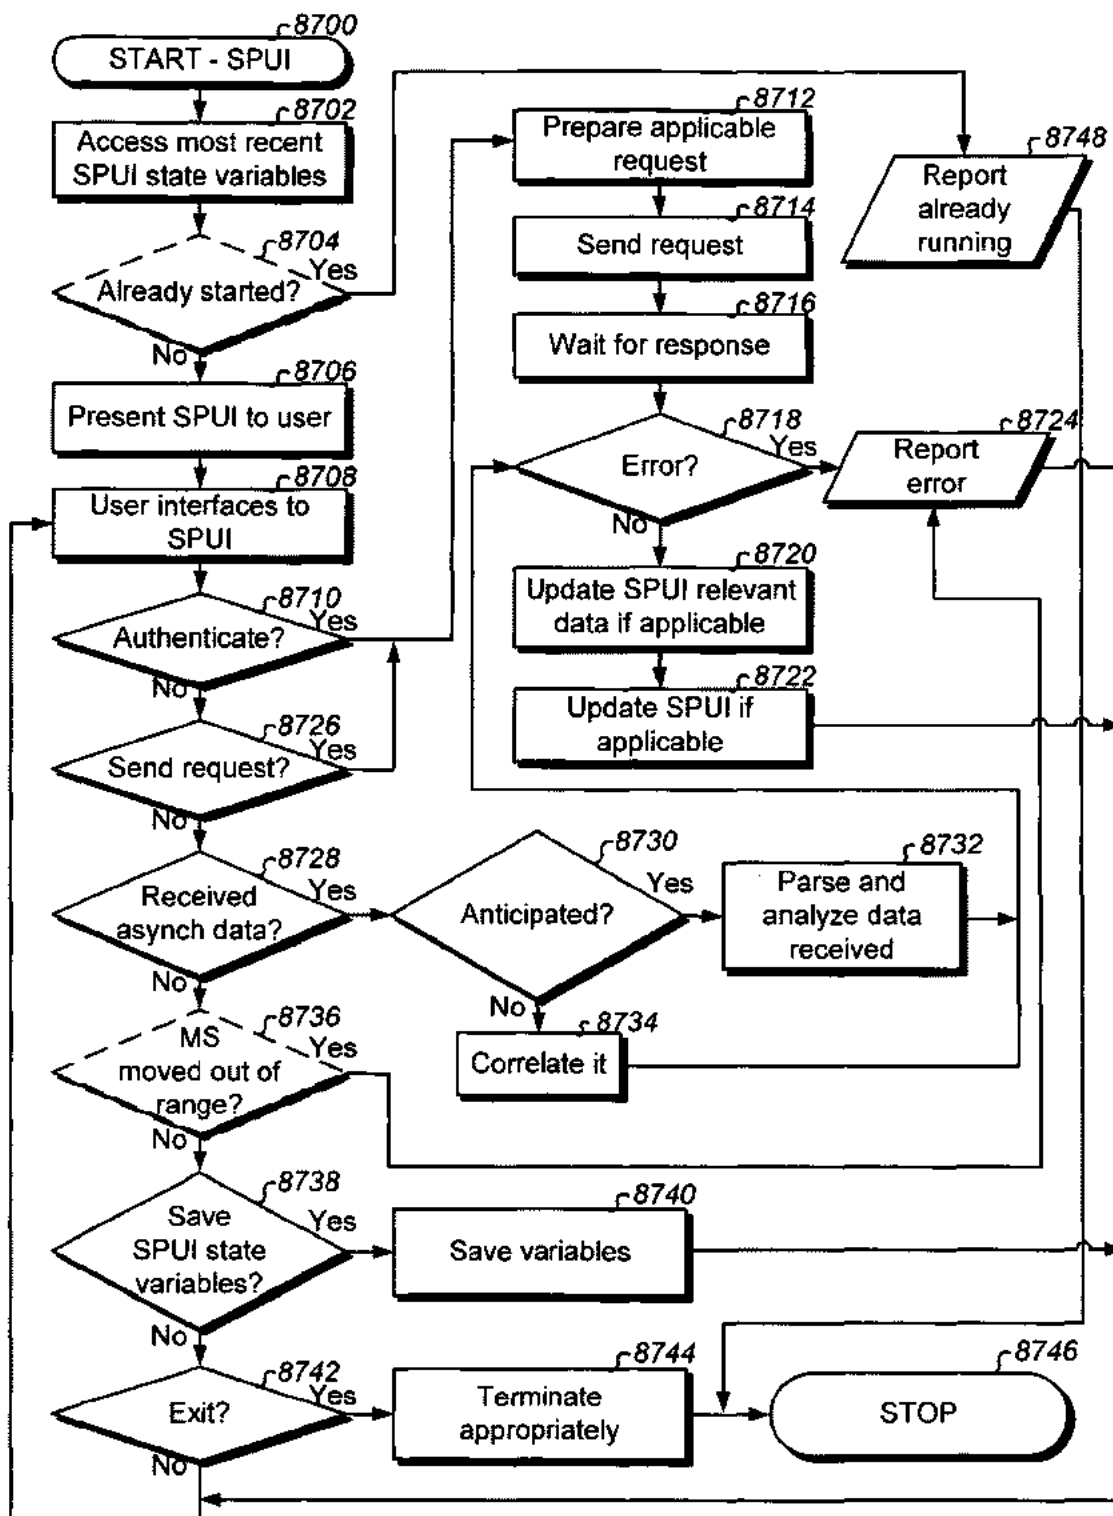 8700
START - SPUI
8702
Access most recent
SPUI state variables
8704
Yes
Already started?
No
8706
Present SPUI to user
8708
User interfaces to
SPUI
8710
Yes
Authenticate?
No
8726
Yes
Send request?
No
8728
Yes
Received
asynch data?
No
8736
Yes
MS
moved out of
range?
No
8738
Yes
Save
SPUI state
variables?
No
8742
Yes
Exit?
No
8712
Prepare applicable
request
8714
Send request
8716
Wait for response
8718
Yes
Error?
No
8720
Update SPUI relevant
data if applicable
8722
Update SPUI if
applicable
8730
Yes
Anticipated?
No
8732
Parse and
analyze data
received
8734
Correlate it
8740
Save variables
8744
Terminate
appropriately
8748
Report
already
running
8724
Report
error
8746
STOP